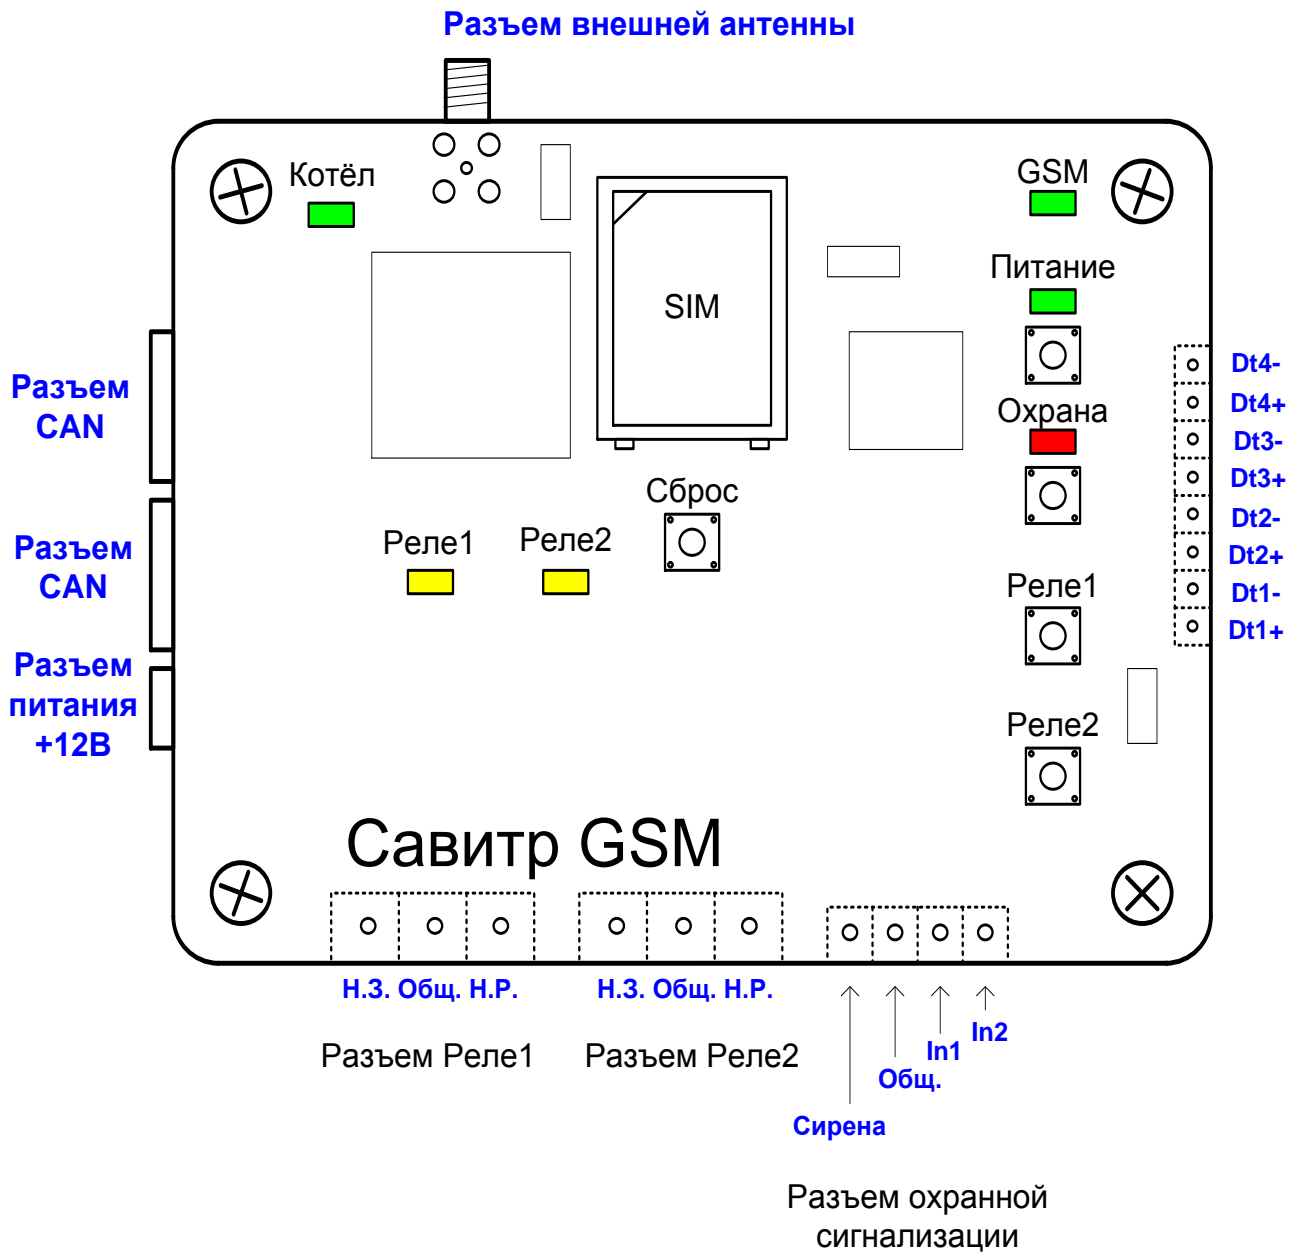 Разъем внешней антенны
Котёл
GSM
Питание
SIM
Разъем
CAN
Охрана
Dt4-
Dt4+
Dt3-
Dt3+
Dt2-
Dt2+
Dt1-
Dt1+
Сброс
Разъем
CAN
Реле1
Реле2
Реле1
Разъем
питания
+12В
Реле2
Савитр GSM
Н.З. Общ. Н.Р.
Н.З. Общ. Н.Р.
Разъем Реле1
Разъем Реле2
In2
In1
Общ.
Сирена
Разъем охранной
сигнализации